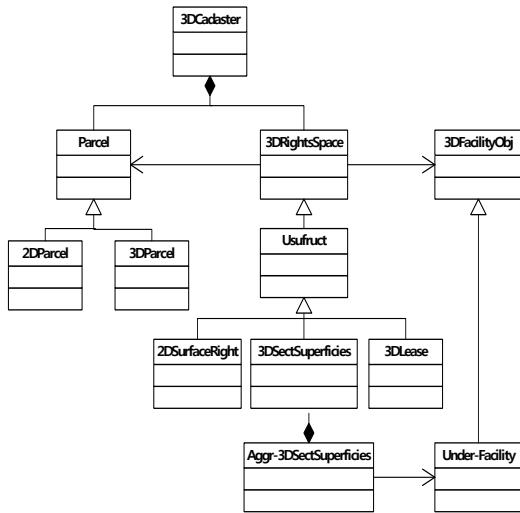 3DCadaster
Parcel
3DRightsSpace
3DFacilityObj
2DParcel
3DParcel
Usufruct
2DSurfaceRight
3DSectSuperficies
3DLease
Aggr-3DSectSuperficies
Under-Facility